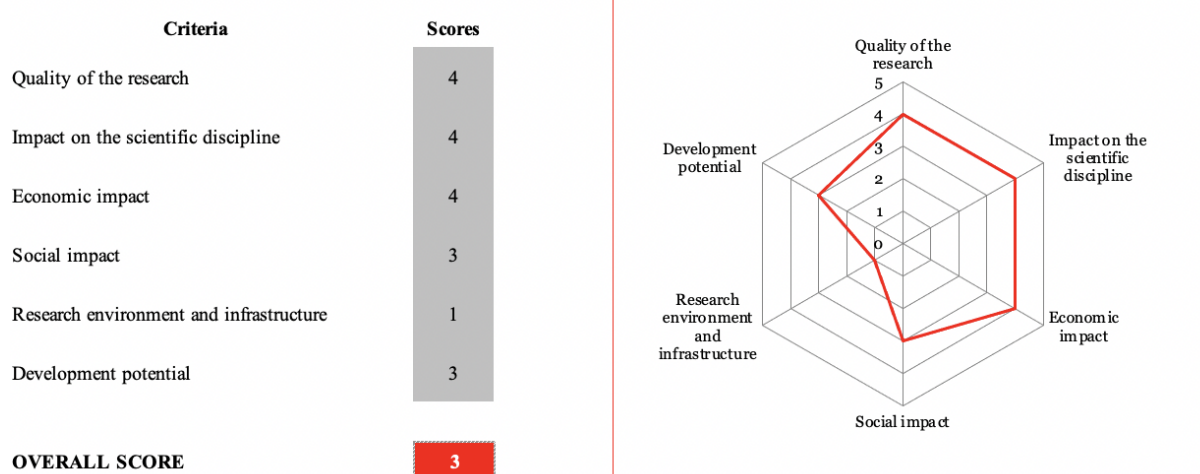 Criteria Scores
Quality of the research 4
Impact on the scientific discipline 4
Economic impact 4
Social impact 3
Research environment and infrastructure 1
Development potential 3
OVERALL SCORE 3
Quality of the
research
5
4
3
2
1
0
Impact on the
scientific
discipline
Economic
impact
Social impact
Research
environment
and
infrastructure
Development
potential